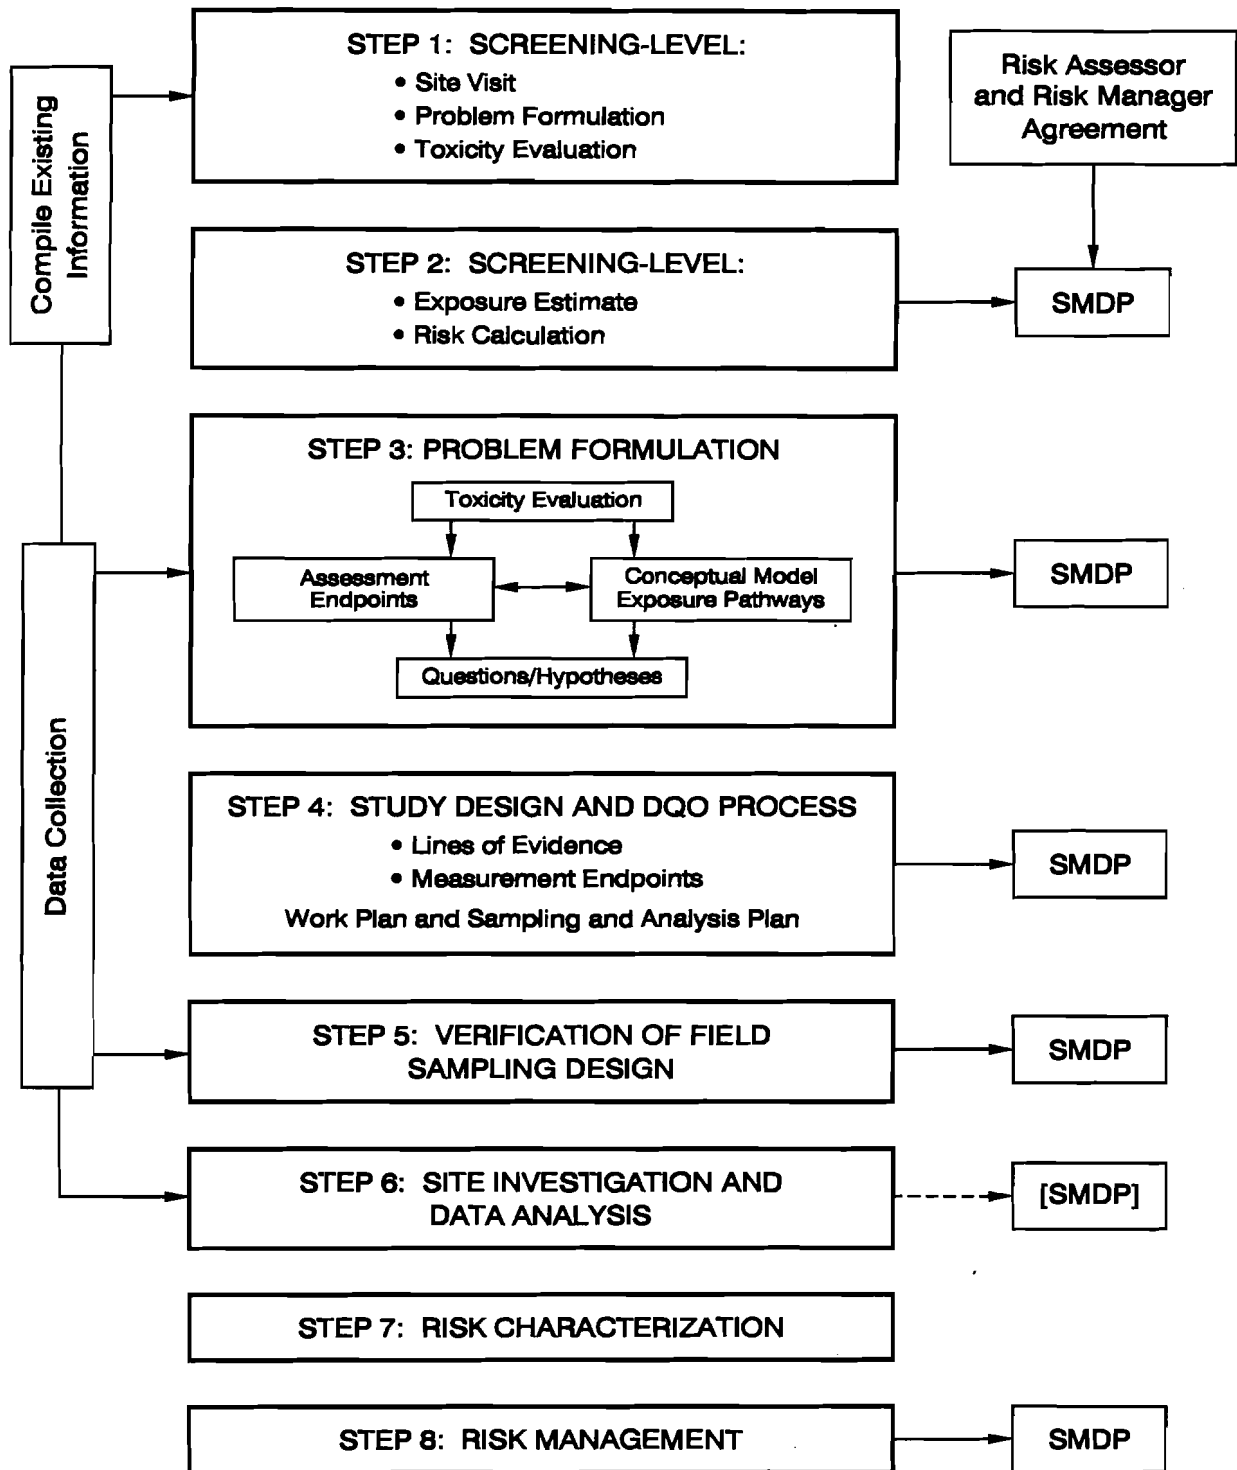 Compile Existing
Information
STEP 1: SCREENING-LEVEL:
• Site Visit
• Problem Formulation
• Toxicity Evaluation
Risk Assessor
and Risk Manager
Agreement
STEP 2: SCREENING-LEVEL:
• Exposure Estimate
• Risk Calculation
SMDP
Data Collection
STEP 3: PROBLEM FORMULATION
Toxicity Evaluation
Assessment
Endpoints
Conceptual Model
Exposure Pathways
Questions/Hypotheses
SMDP
STEP 4: STUDY DESIGN AND DQO PROCESS
• Lines of Evidence
• Measurement Endpoints
Work Plan and Sampling and Analysis Plan
SMDP
STEP 5: VERIFICATION OF FIELD
SAMPLING DESIGN
SMDP
STEP 6: SITE INVESTIGATION AND
DATA ANALYSIS
[SMDP]
STEP 7: RISK CHARACTERIZATION
STEP 8: RISK MANAGEMENT
SMDP